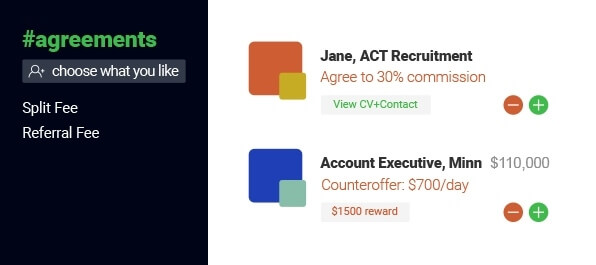 #agreements
choose what you like
Split Fee
Referral Fee
Jane, ACT Recruitment
Agree to 30% commission
View CV+Contact
Account Executive, Minn $110,000
Counteroffer: $700/day
$1500 reward